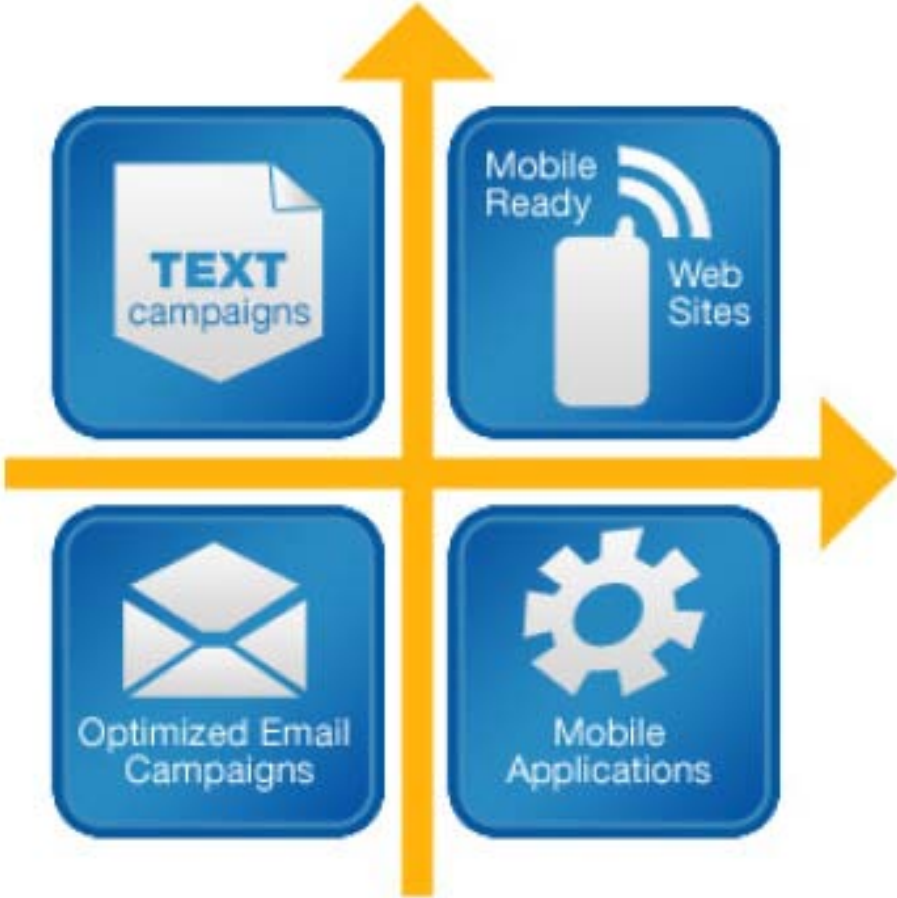 TEXT
campaigns
Mobile
Ready
Web
Sites
Optimized Email
Campaigns
Mobile
Applications